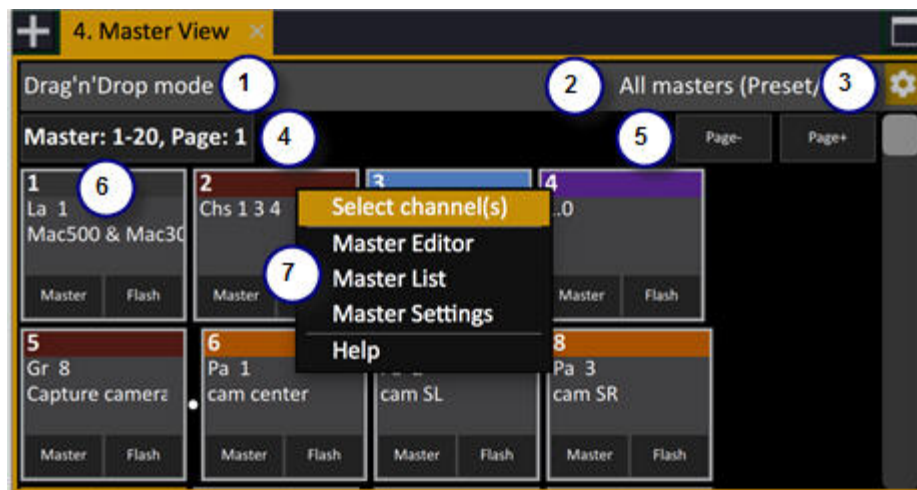 4. Master View ×
Drag'n'Drop mode 1
2 All masters (Preset/ 3
Master: 1-20, Page: 1 4
5 Page- Page+
1 6
La 1
Mac500 & Mac30
Master Flash
2
Chs 1 3 4
Master
3
4
.0
Master Flash
Select channel(s)
7
Master Editor
Master List
Master Settings
Help
5
Gr 8
Capture camera
Master Flash
6
Pa 1
cam center
Master Flash
cam SL
Master Flash
8
Pa 3
cam SR
Master Flash